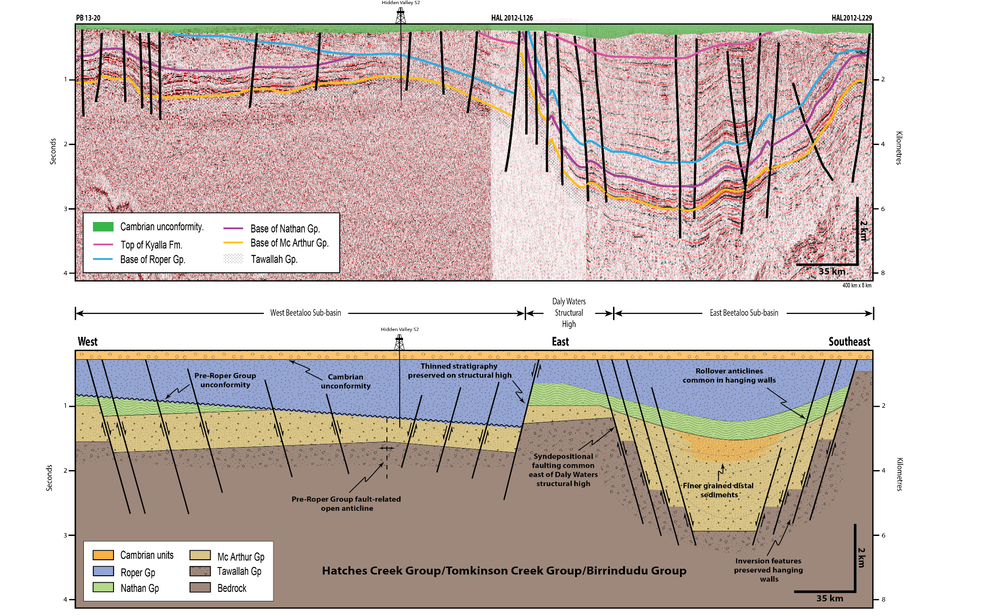 Hidden Valley S2
PB 13-20
HAL 2012-L126
HAL2012-L229
1
2
3
4
Seconds
2
4
6
8
Kilometres
Cambrian unconformity.
Top of Kyalla Fm.
Base of Roper Gp.
Base of Nathan Gp.
Base of Mc Arthur Gp.
Tawallah Gp.
2 km
35 km
400 km x 8 km
West Beetaloo Sub-basin
Daly Waters
Structural
High
East Beetaloo Sub-basin
Hidden Valley S2
West
East
Southeast
Pre-Roper Group
unconformity
Cambrian
unconformity
Thinned stratigraphy
preserved on structural high
Rollover anticlines
common in hanging walls
1
2
3
4
Seconds
2
4
6
8
Kilometres
Syndepositional
faulting common
east of Daly Waters
structural high
Finer grained distal
sediments
Pre-Roper Group fault-related
open anticline
Inversion features
preserved hanging
walls
Hatches Creek Group/Tomkinson Creek Group/Birrindudu Group
Cambrian units
Roper Gp
Nathan Gp
Mc Arthur Gp
Tawallah Gp
Bedrock
2 km
35 km